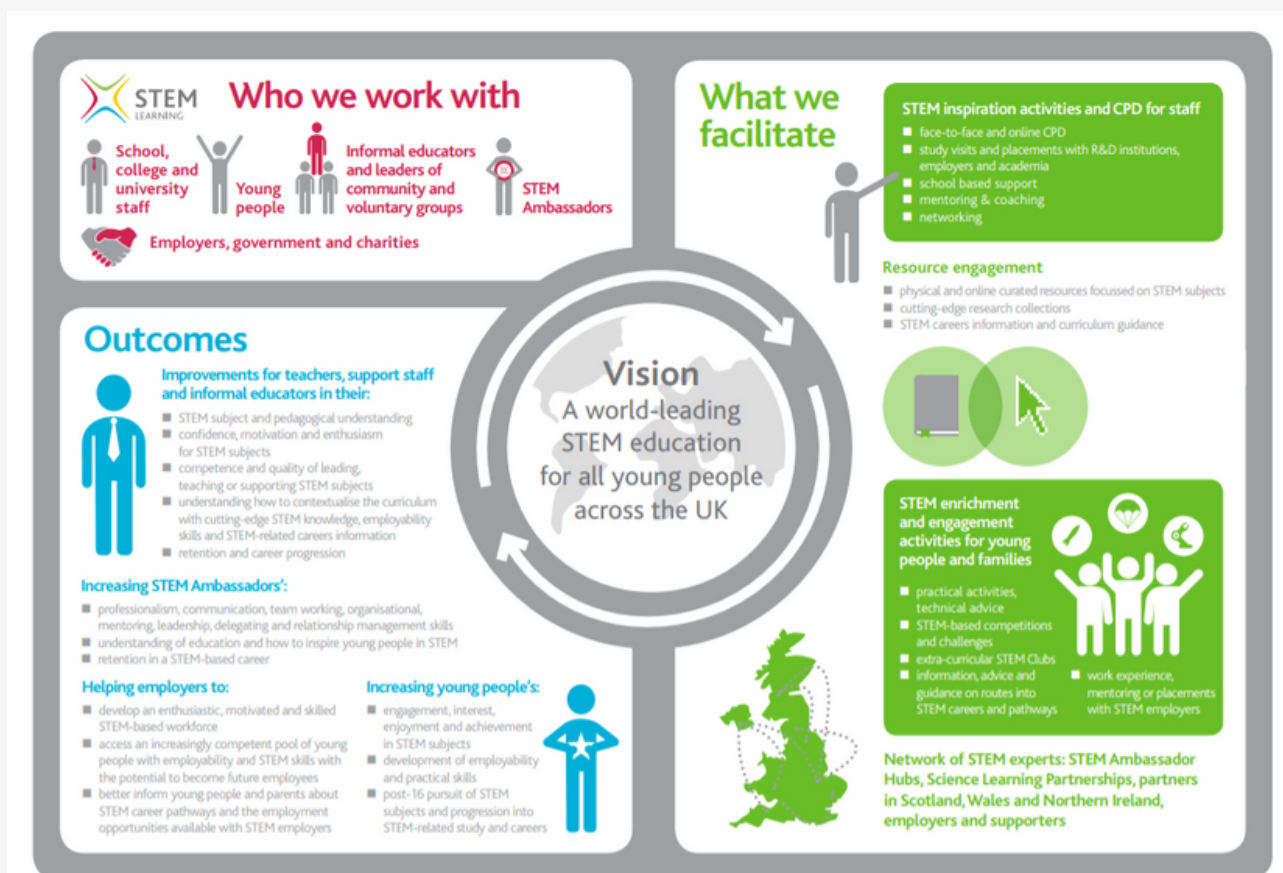 STEM
LEARNING
Who we work with
School,
college and
university
staff
Young
people
Informal educators
and leaders of
community and
voluntary groups
STEM
Ambassadors
Employers, government and charities
What we
facilitate
STEM inspiration activities and CPD for staff
face-to-face and online CPD
study visits and placements with R&D institutions,
employers and academia
school based support
mentoring & coaching
networking
Resource engagement
physical and online curated resources focussed on STEM subjects
cutting-edge research collections
STEM careers information and curriculum guidance
STEM enrichment
and engagement
activities for young
people and families
practical activities,
technical advice
STEM-based competitions
and challenges
extra-curricular STEM Clubs
information, advice and
guidance on routes into
STEM careers and pathways
work experience,
mentoring or placements
with STEM employers
Network of STEM experts: STEM Ambassador
Hubs, Science Learning Partnerships, partners
in Scotland, Wales and Northern Ireland,
employers and supporters
Vision
A world-leading
STEM education
for all young people
across the UK
Outcomes
Improvements for teachers, support staff
and informal educators in their:
STEM subject and pedagogical understanding
confidence, motivation and enthusiasm
for STEM subjects
competence and quality of leading,
teaching or supporting STEM subjects
understanding how to contextualise the curriculum
with cutting-edge STEM knowledge, employability
skills and STEM-related careers information
retention and career progression
Increasing STEM Ambassadors':
professionalism, communication, team working, organisational,
mentoring, leadership, delegating and relationship management skills
understanding of education and how to inspire young people in STEM
retention in a STEM-based career
Helping employers to:
develop an enthusiastic, motivated and skilled
STEM-based workforce
access an increasingly competent pool of young
people with employability and STEM skills with
the potential to become future employees
better inform young people and parents about
STEM career pathways and the employment
opportunities available with STEM employers
Increasing young people's:
engagement, interest,
enjoyment and achievement
in STEM subjects
development of employability
and practical skills
post-16 pursuit of STEM
subjects and progression into
STEM-related study and careers